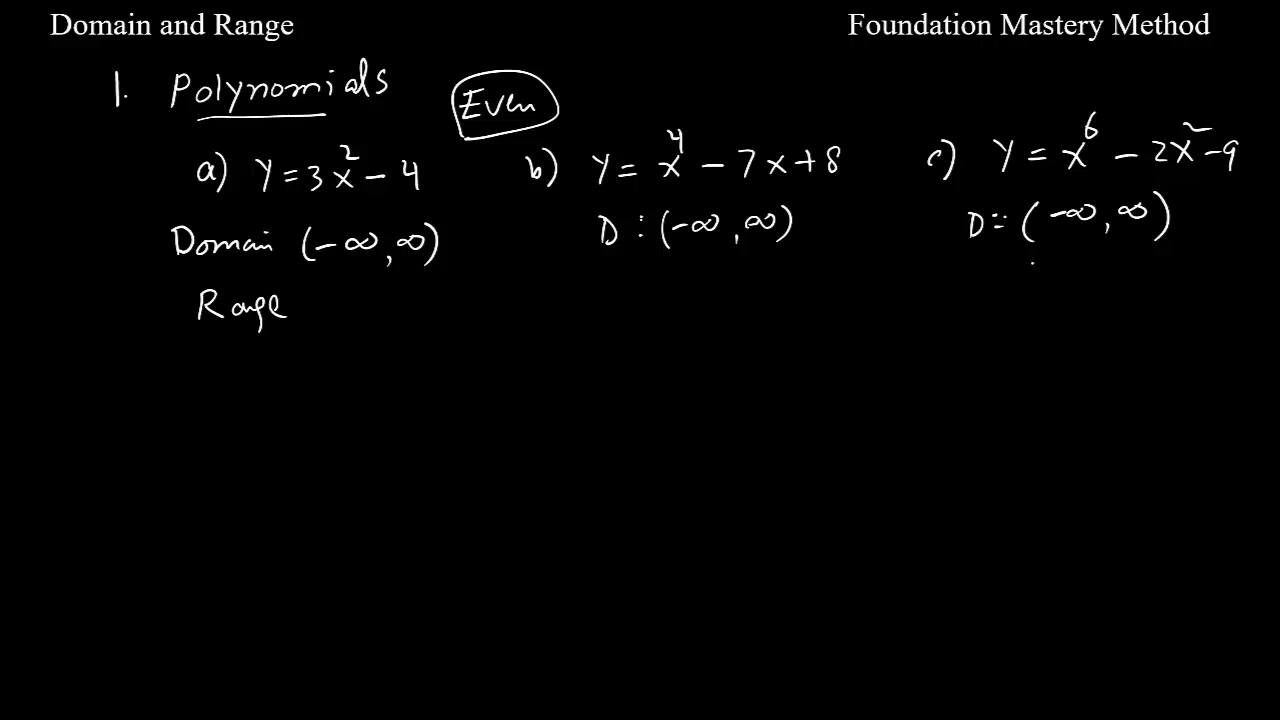 Domain and Range Foundation Mastery Method
1. Polynomials Even
a) y = 3x² - 4 b) y = x⁴ - 7x + 8 c) y = x⁶ - 2x² - 9
Domain (-∞, ∞) D : (-∞, ∞) D : (-∞, ∞)
Range